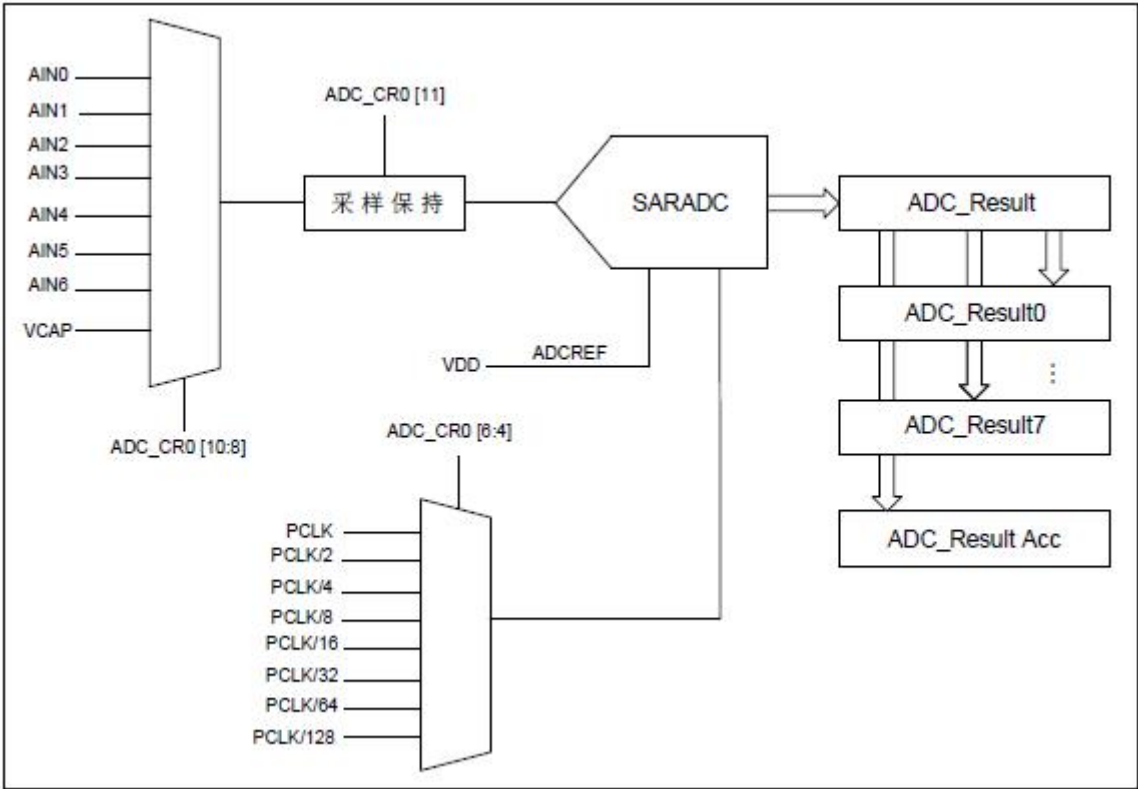 AIN0
AIN1
AIN2
AIN3
AIN4
AIN5
AIN6
VCAP
ADC_CR0 [10:8]
ADC_CR0 [11]
采样保持
SARADC
VDD
ADCREF
ADC_CR0 [6:4]
PCLK
PCLK/2
PCLK/4
PCLK/8
PCLK/16
PCLK/32
PCLK/64
PCLK/128
ADC_Result
ADC_Result0
⋮
ADC_Result7
ADC_Result Acc